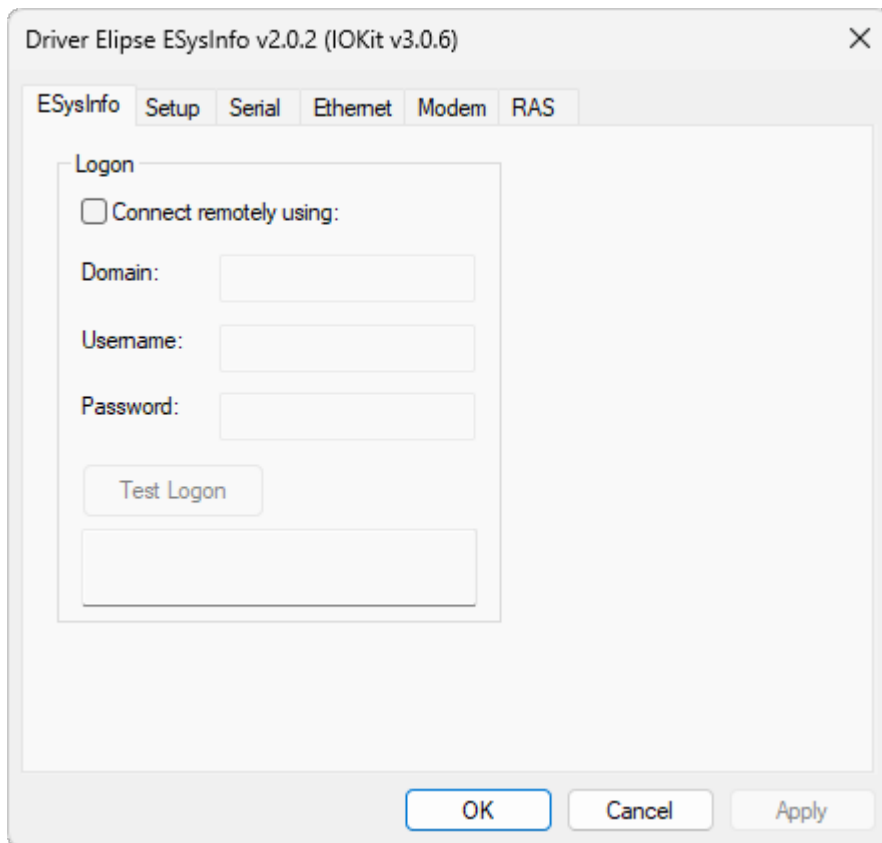 Driver Elipse ESysInfo v2.0.2 (IOKit v3.0.6)
ESysInfo Setup Serial Ethernet Modem RAS
Logon
Connect remotely using:
Domain:
Username:
Password:
Test Logon
OK Cancel Apply